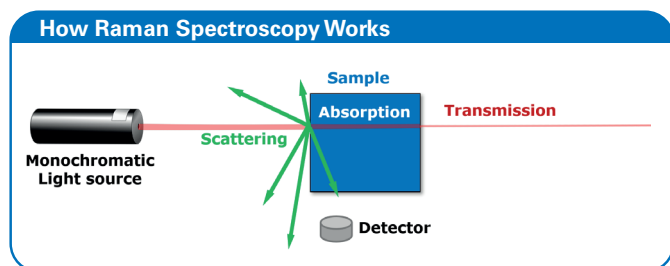 How Raman Spectroscopy Works
Sample
Absorption
Transmission
Scattering
Monochromatic
Light source
Detector